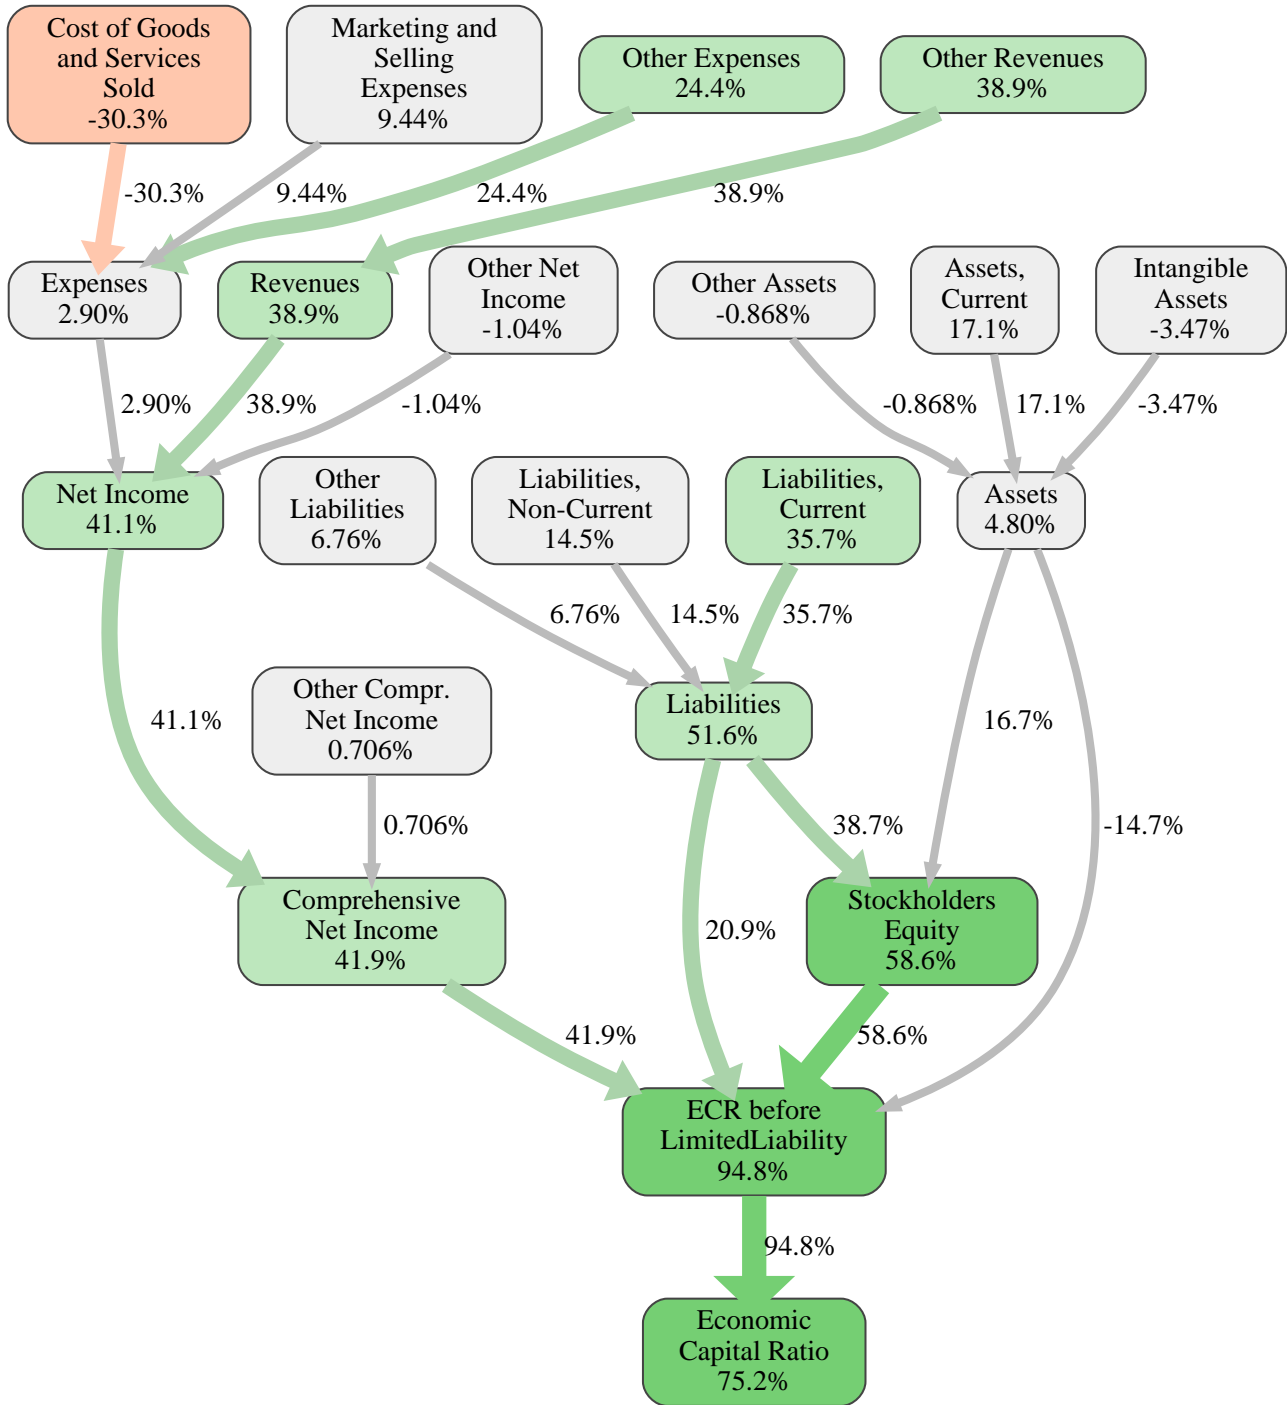 Cost of Goods
and Services
Sold
-30.3%
Marketing and
Selling
Expenses
9.44%
Other Expenses
24.4%
Other Revenues
38.9%
-30.3%
9.44%
24.4%
38.9%
Expenses
2.90%
Revenues
38.9%
Other Net
Income
-1.04%
Other Assets
-0.868%
Assets,
Current
17.1%
Intangible
Assets
-3.47%
2.90%
38.9%
-1.04%
-0.868%
17.1%
-3.47%
Net Income
41.1%
Other
Liabilities
6.76%
Liabilities,
Non-Current
14.5%
Liabilities,
Current
35.7%
Assets
4.80%
6.76%
14.5%
35.7%
41.1%
Other Compr.
Net Income
0.706%
Liabilities
51.6%
16.7%
0.706%
38.7%
-14.7%
Comprehensive
Net Income
41.9%
20.9%
Stockholders
Equity
58.6%
41.9%
58.6%
ECR before
LimitedLiability
94.8%
94.8%
Economic
Capital Ratio
75.2%